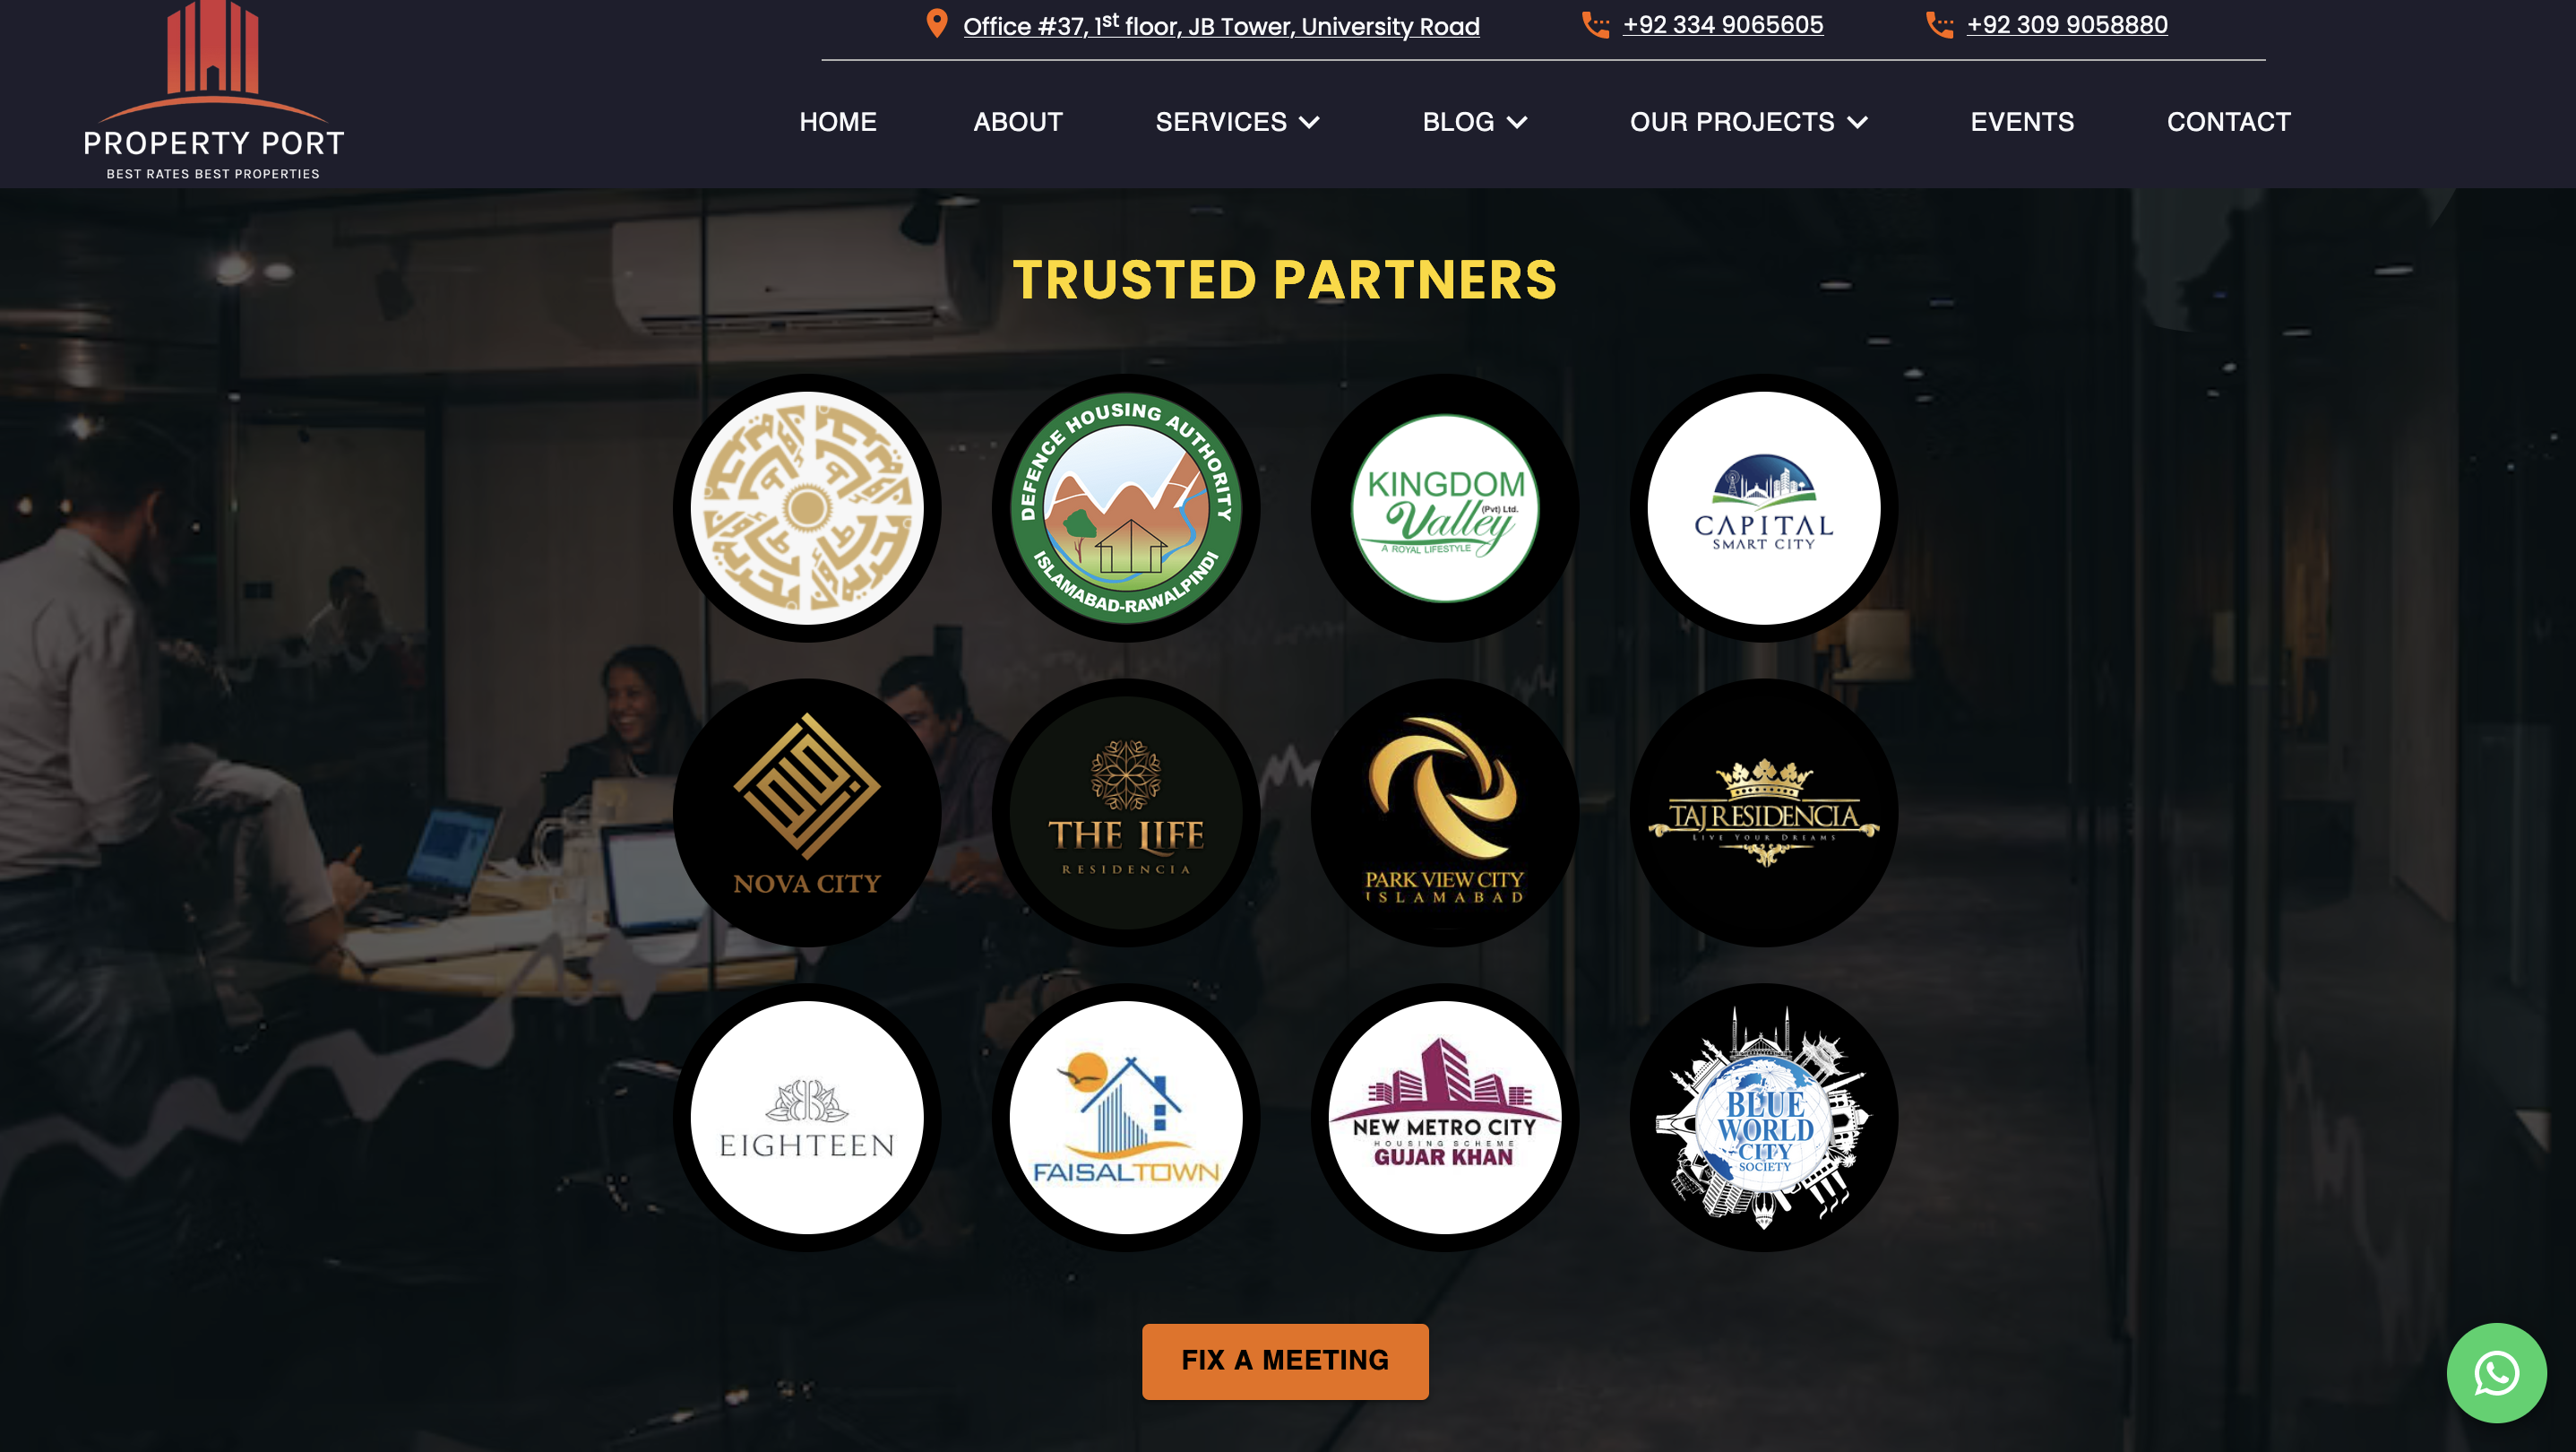 Office #37, 1st floor, JB Tower, University Road
+92 334 9065605
+92 309 9058880
PROPERTY PORT
BEST RATES BEST PROPERTIES
HOME
ABOUT
SERVICES
BLOG
OUR PROJECTS
EVENTS
CONTACT
TRUSTED PARTNERS
DEFENCE HOUSING AUTHORITY
ISLAMABAD-RAWALPINDI
KINGDOM
Valley
(Pvt) Ltd.
A ROYAL LIFESTYLE
CAPITAL
SMART CITY
NOVA CITY
THE LIFE
RESIDENCIA
PARK VIEW CITY
ISLAMABAD
TAJ RESIDENCIA
LIVE YOUR DREAMS
EIGHTEEN
FAISALTOWN
NEW METRO CITY
HOUSING SCHEME
GUJAR KHAN
BLUE
WORLD
CITY
SOCIETY
FIX A MEETING